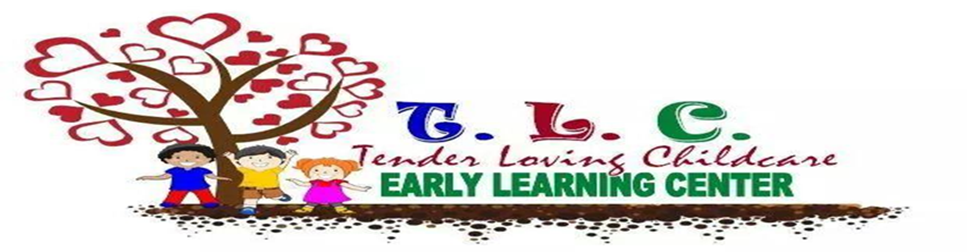 T. L. C.
Tender Loving Childcare
EARLY LEARNING CENTER